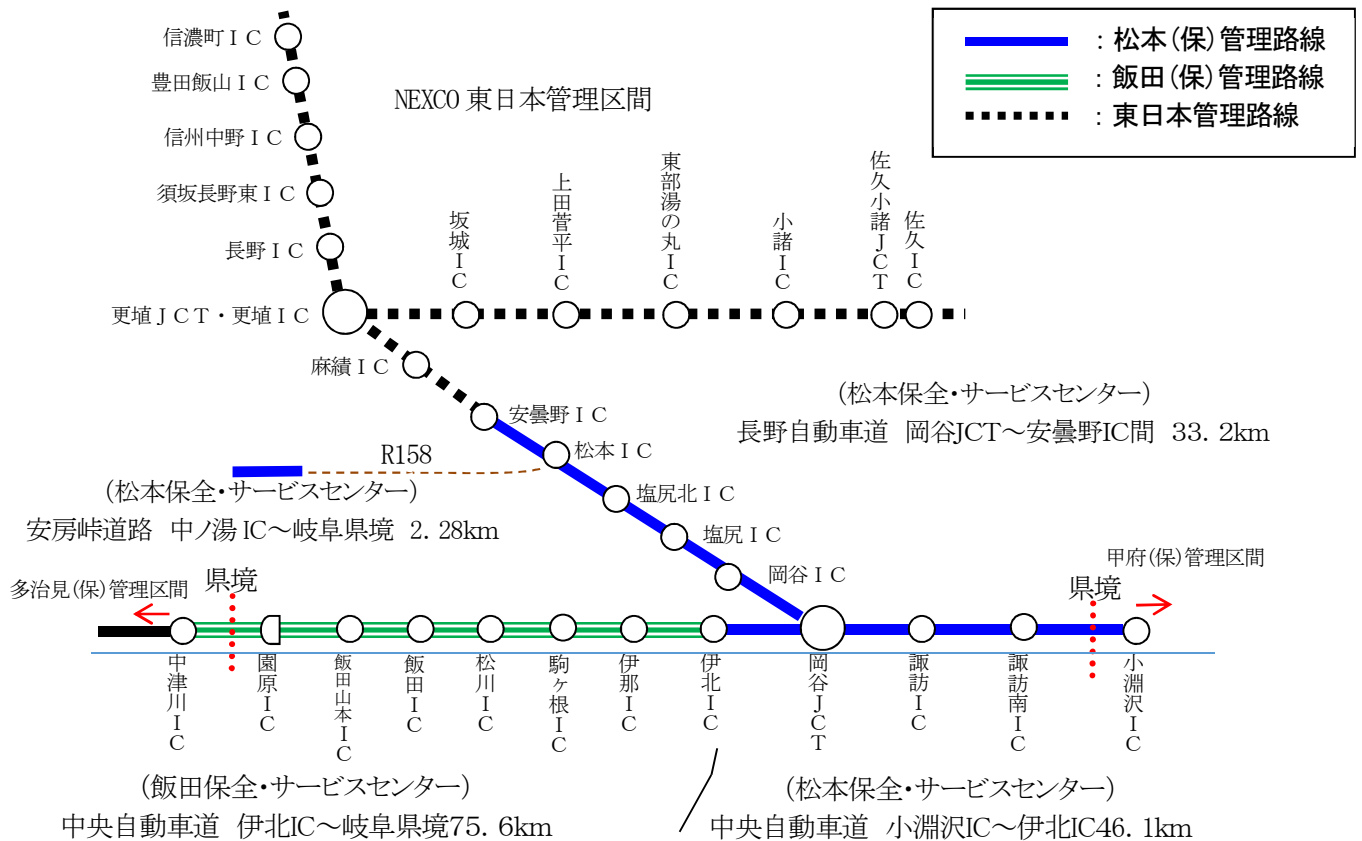 信濃町ＩＣ
豊田飯山ＩＣ
信州中野ＩＣ
須坂長野東ＩＣ
長野ＩＣ
更埴ＪＣＴ・更埴ＩＣ
NEXCO 東日本管理区間
：松本(保)管理路線
：飯田(保)管理路線
：東日本管理路線
坂城ＩＣ
上田菅平ＩＣ
東部湯の丸ＩＣ
小諸ＩＣ
佐久小諸ＪＣＴ
佐久ＩＣ
麻績ＩＣ
安曇野ＩＣ
松本ＩＣ
塩尻北ＩＣ
塩尻ＩＣ
岡谷ＩＣ
(松本保全・サービスセンター)
長野自動車道 岡谷JCT～安曇野IC間 33.2km
R158
(松本保全・サービスセンター)
安房峠道路 中ノ湯IC～岐阜県境 2.28km
多治見(保)管理区間
県境
県境
甲府(保)管理区間
中津川ＩＣ
園原ＩＣ
飯田山本ＩＣ
飯田ＩＣ
松川ＩＣ
駒ヶ根ＩＣ
伊那ＩＣ
伊北ＩＣ
岡谷ＪＣＴ
諏訪ＩＣ
諏訪南ＩＣ
小淵沢ＩＣ
(飯田保全・サービスセンター)
中央自動車道 伊北IC～岐阜県境75.6km
(松本保全・サービスセンター)
中央自動車道 小淵沢IC～伊北IC46.1km